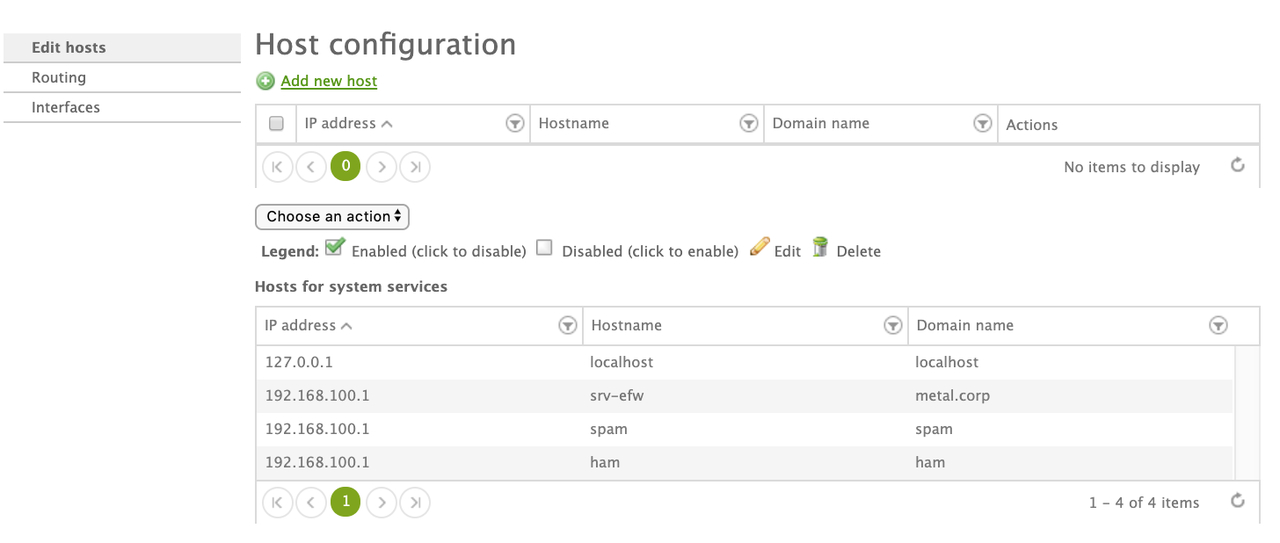 Edit hosts
Routing
Interfaces
Host configuration
Add new host
IP address Hostname Domain name Actions
0 No items to display
Choose an action
Legend: Enabled (click to disable) Disabled (click to enable) Edit Delete
Hosts for system services
IP address Hostname Domain name
127.0.0.1 localhost localhost
192.168.100.1 srv-efw metal.corp
192.168.100.1 spam spam
192.168.100.1 ham ham
1 1 - 4 of 4 items